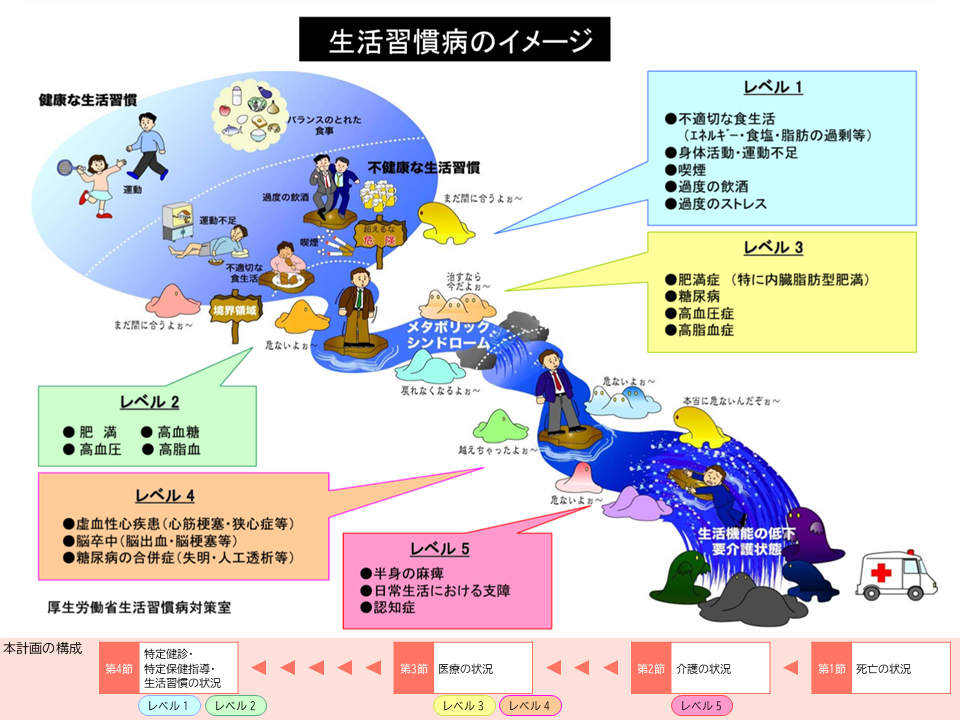 生活習慣病のイメージ
健康な生活習慣
バランスのとれた
食事
運動
不健康な生活習慣
過度の飲酒
運動不足
喫煙
不適切な
食生活
超えるな
危険
境界領域
まだ間に合うよぉ~
まだ間に合うよぉ~
危ないよぉ~
治すなら
今だよぉ~
メタボリック
シンドローム
戻れなくなるよぉ~
危ないよぉ~
本当に危ないんだぞぉ~
越えちゃったよぉ~
危ないよぉ~
生活機能の低下
要介護状態
レベル 1
●不適切な食生活
(エネルギー・食塩・脂肪の過剰等)
●身体活動・運動不足
●喫煙
●過度の飲酒
●過度のストレス
レベル 3
●肥満症 (特に内臓脂肪型肥満)
●糖尿病
●高血圧症
●高脂血症
レベル 2
● 肥 満 ● 高血糖
● 高血圧 ● 高脂血
レベル 4
●虚血性心疾患(心筋梗塞・狭心症等)
●脳卒中(脳出血・脳梗塞等)
●糖尿病の合併症(失明・人工透析等)
レベル 5
●半身の麻痺
●日常生活における支障
●認知症
厚生労働省生活習慣病対策室
本計画の構成
第4節
特定健診・
特定保健指導・
生活習慣の状況
第3節 医療の状況
第2節 介護の状況
第1節 死亡の状況
レベル 1 レベル 2 レベル 3 レベル 4 レベル 5